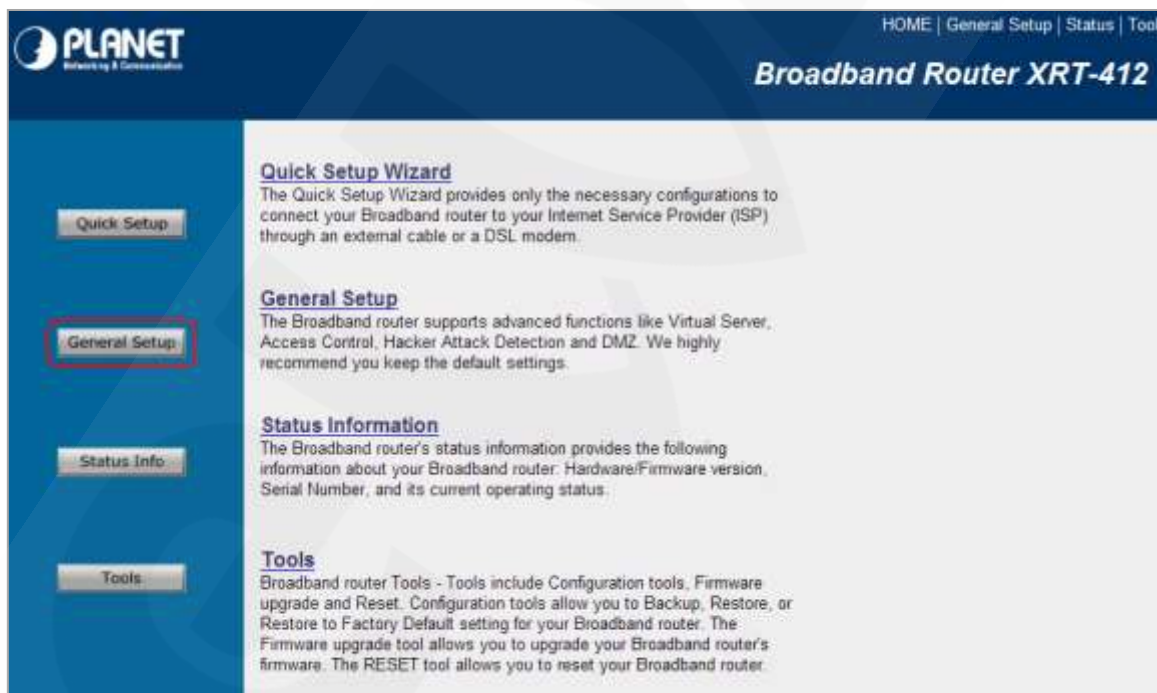 PLANET
Networking & Communication
HOME | General Setup | Status | Tool
Broadband Router XRT-412
Quick Setup
General Setup
Status Info
Tools
Quick Setup Wizard
The Quick Setup Wizard provides only the necessary configurations to
connect your Broadband router to your Internet Service Provider (ISP)
through an external cable or a DSL modem.
General Setup
The Broadband router supports advanced functions like Virtual Server,
Access Control, Hacker Attack Detection and DMZ. We highly
recommend you keep the default settings.
Status Information
The Broadband router's status information provides the following
information about your Broadband router: Hardware/Firmware version,
Serial Number, and its current operating status.
Tools
Broadband router Tools - Tools include Configuration tools, Firmware
upgrade and Reset. Configuration tools allow you to Backup, Restore, or
Restore to Factory Default setting for your Broadband router. The
Firmware upgrade tool allows you to upgrade your Broadband router's
firmware. The RESET tool allows you to reset your Broadband router.